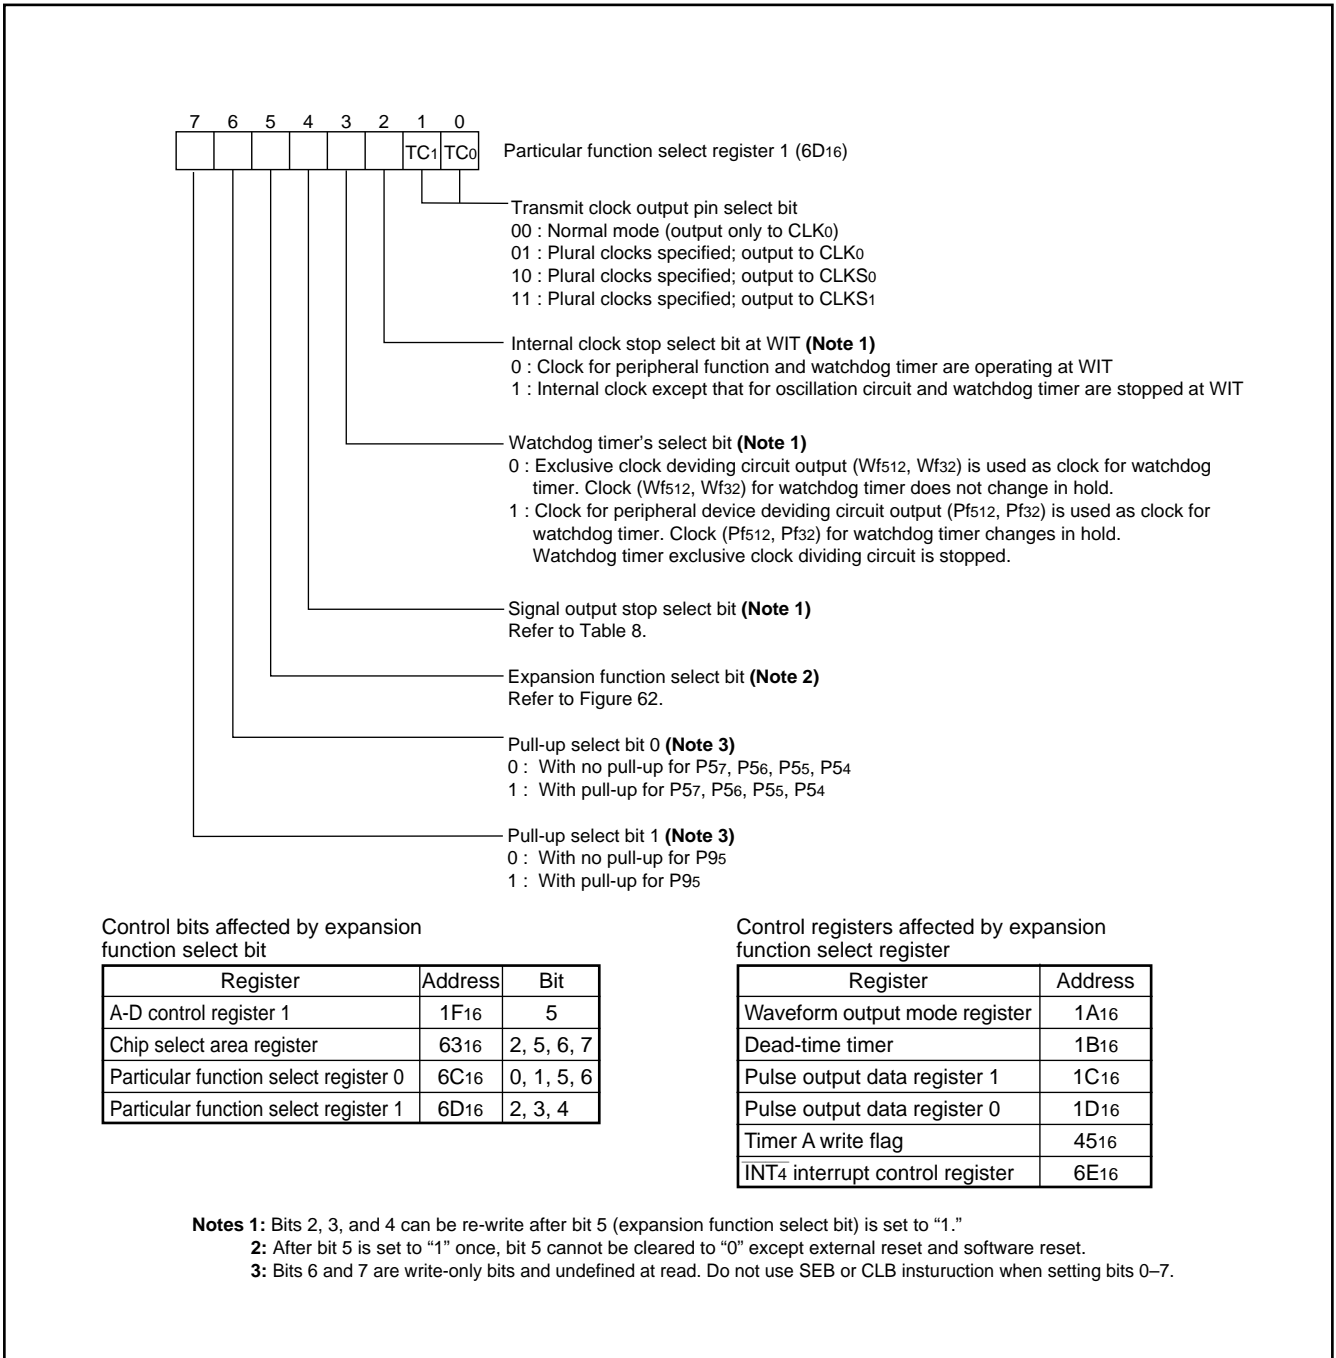 7 6 5 4 3 2 1 0
TC1 TC0 Particular function select register 1 (6D16)
Transmit clock output pin select bit
00 : Normal mode (output only to CLK0)
01 : Plural clocks specified; output to CLK0
10 : Plural clocks specified; output to CLKS0
11 : Plural clocks specified; output to CLKS1
Internal clock stop select bit at WIT (Note 1)
0 : Clock for peripheral function and watchdog timer are operating at WIT
1 : Internal clock except that for oscillation circuit and watchdog timer are stopped at WIT
Watchdog timer's select bit (Note 1)
0 : Exclusive clock deviding circuit output (Wf512, Wf32) is used as clock for watchdog
timer. Clock (Wf512, Wf32) for watchdog timer does not change in hold.
1 : Clock for peripheral device deviding circuit output (Pf512, Pf32) is used as clock for
watchdog timer. Clock (Pf512, Pf32) for watchdog timer changes in hold.
Watchdog timer exclusive clock dividing circuit is stopped.
Signal output stop select bit (Note 1)
Refer to Table 8.
Expansion function select bit (Note 2)
Refer to Figure 62.
Pull-up select bit 0 (Note 3)
0 : With no pull-up for P57, P56, P55, P54
1 : With pull-up for P57, P56, P55, P54
Pull-up select bit 1 (Note 3)
0 : With no pull-up for P95
1 : With pull-up for P95
Control bits affected by expansion
function select bit
Register Address Bit
A-D control register 1 1F16 5
Chip select area register 6316 2, 5, 6, 7
Particular function select register 0 6C16 0, 1, 5, 6
Particular function select register 1 6D16 2, 3, 4
Control registers affected by expansion
function select register
Register Address
Waveform output mode register 1A16
Dead-time timer 1B16
Pulse output data register 1 1C16
Pulse output data register 0 1D16
Timer A write flag 4516
INT4 interrupt control register 6E16
Notes 1: Bits 2, 3, and 4 can be re-write after bit 5 (expansion function select bit) is set to “1.”
2: After bit 5 is set to “1” once, bit 5 cannot be cleared to “0” except external reset and software reset.
3: Bits 6 and 7 are write-only bits and undefined at read. Do not use SEB or CLB insturuction when setting bits 0–7.